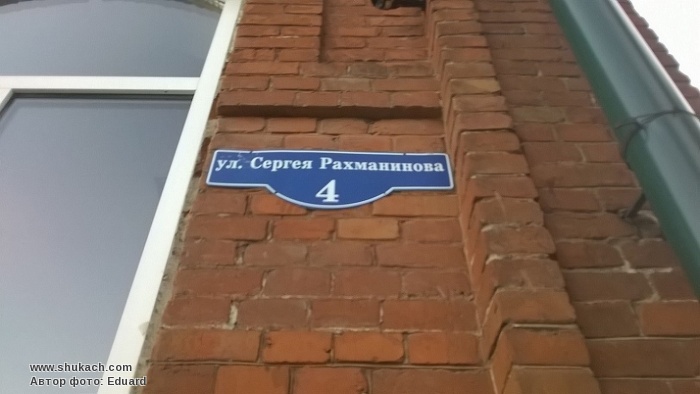 ул. Сергея Рахманинова
4
www.shukach.com
Автор фото: Eduard